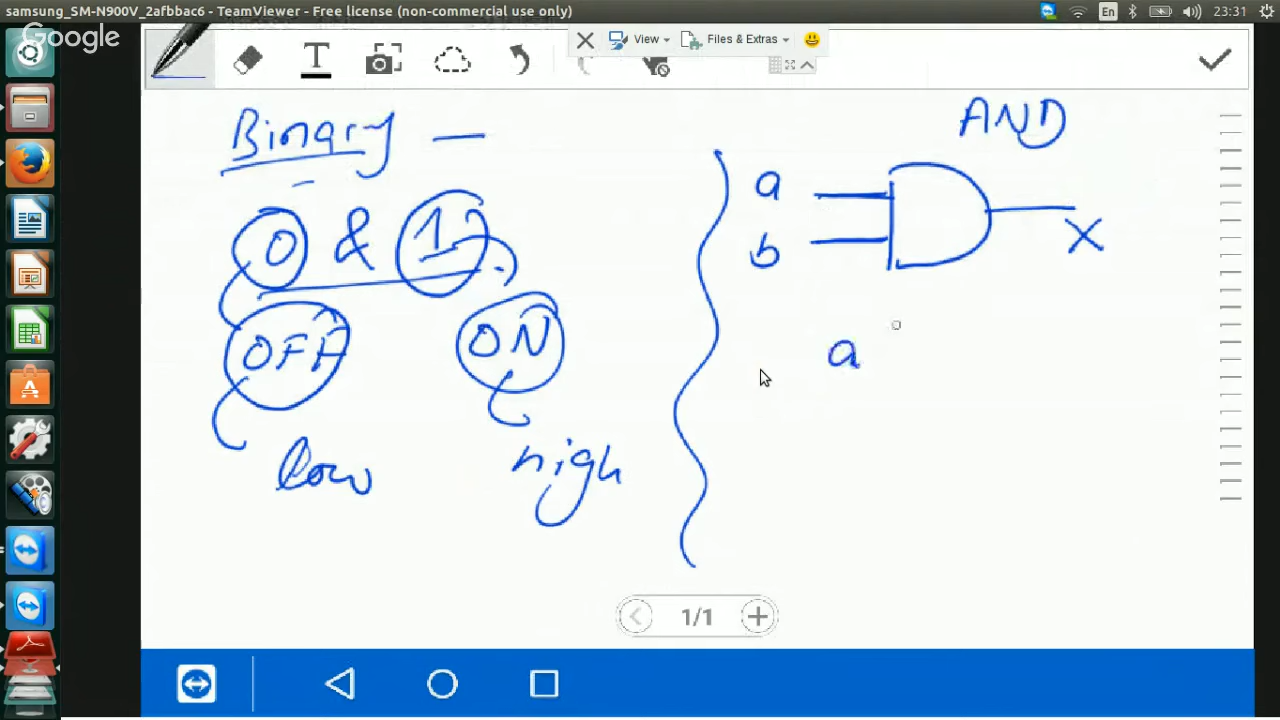 samsung_SM-N900V_2afbbac6 - TeamViewer - Free license (non-commercial use only)
En
23:31
Google
View
Files & Extras
T
Binary —
0 & 1
OFF ON
low high
AND
a
b
x
a
1/1